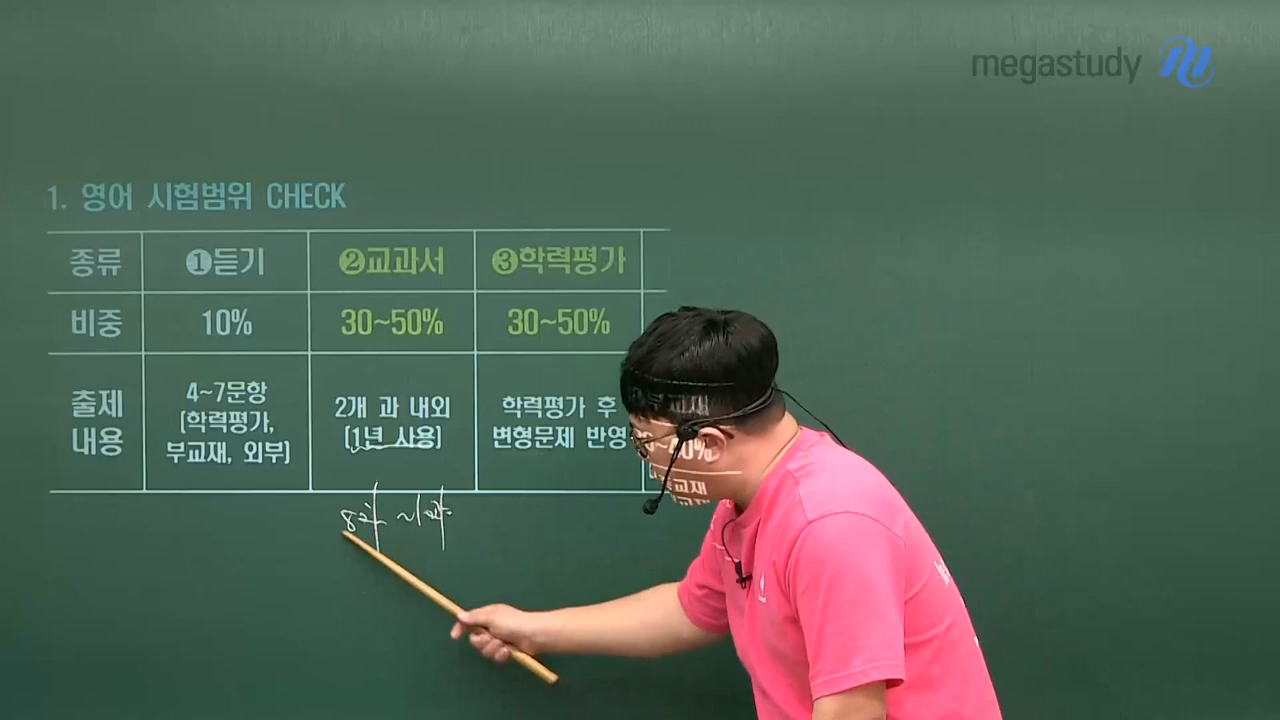 megastudy
1. 영어 시험범위 CHECK
종류 ❶듣기 ❷교과서 ❸학력평가
비중 10% 30~50% 30~50%
출제 내용
4~7문항
[학력평가,
부교재, 외부]
2개 과 내외
[1년 사용]
학력평가 후
변형문제 반영
8과